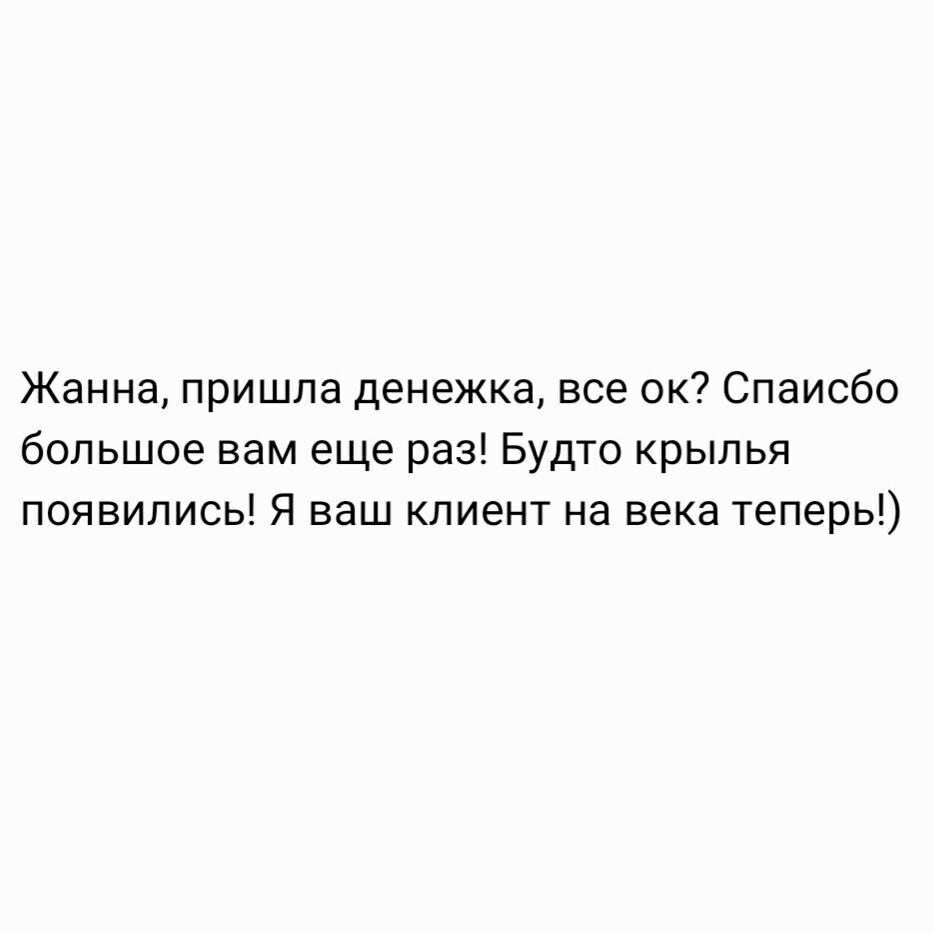 Жанна, пришла денежка, все ок? Спаисбо
большое вам еще раз! Будто крылья
появились! Я ваш клиент на века теперь!)